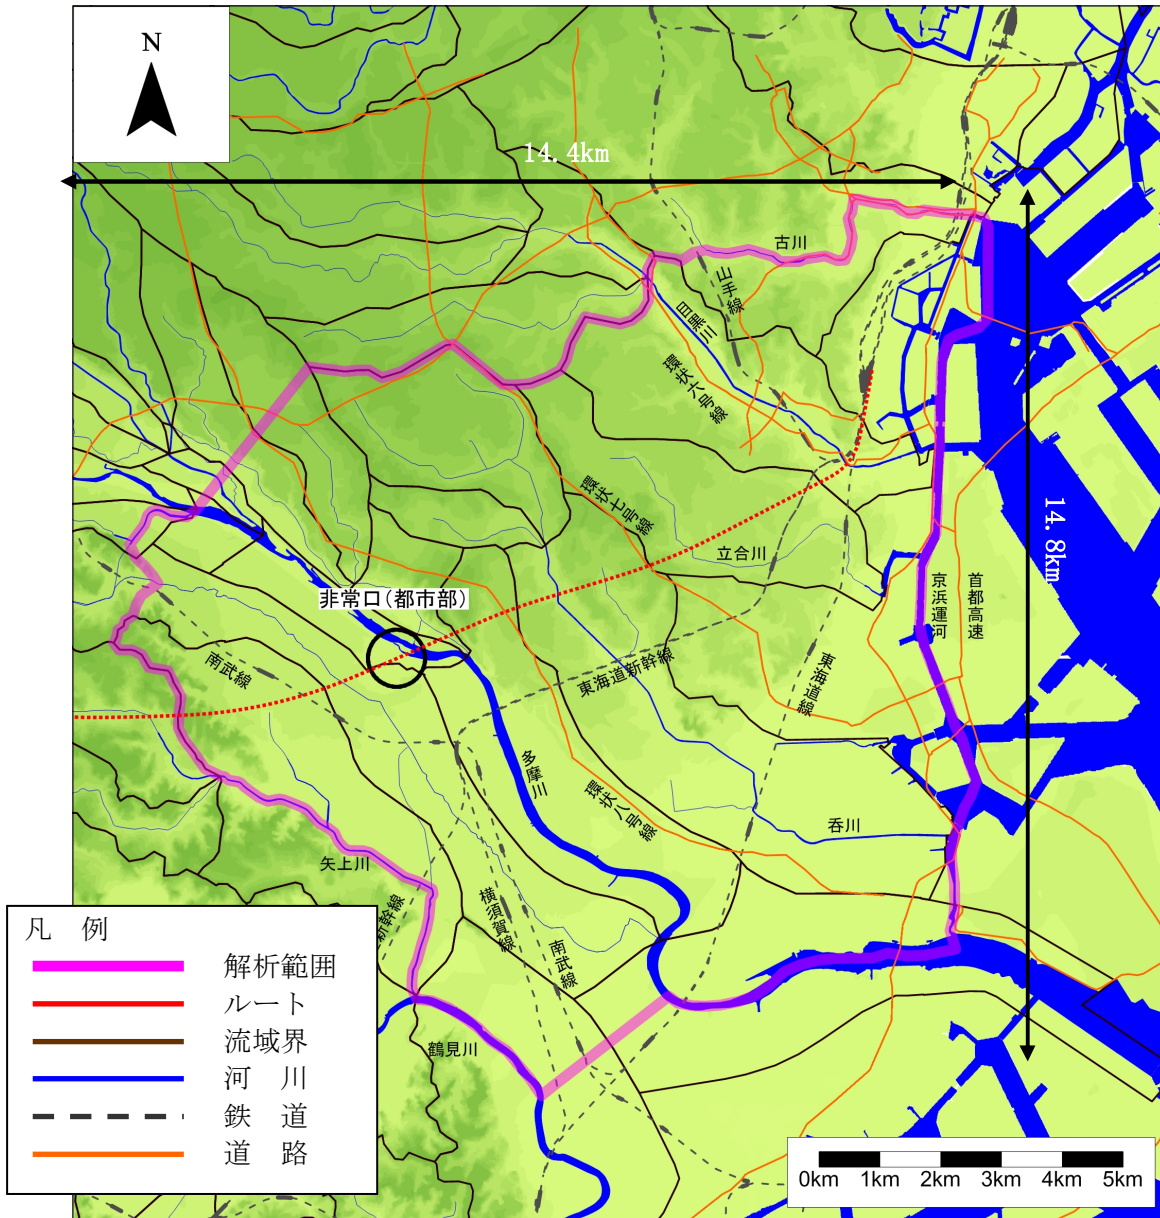 N
14.4km
古川
山手線
目黒川
環状六号線
環状七号線
立合川
14.8km
非常口(都市部)
京浜運河
首都高速
南武線
東海道新幹線
東海道線
多摩川
環状八号線
呑川
矢上川
新幹線
横須賀線
南武線
鶴見川
凡 例
解析範囲
ルート
流域界
河 川
鉄 道
道 路
0km 1km 2km 3km 4km 5km